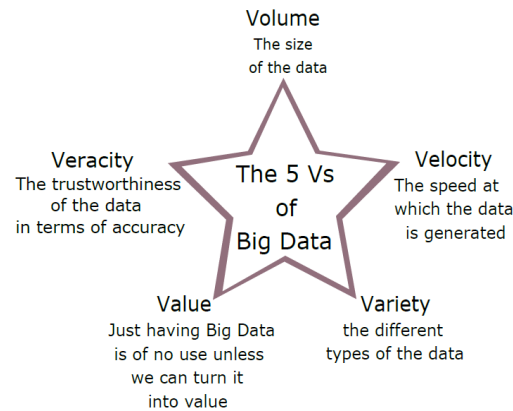 Volume
The size
of the data
Veracity
The trustworthiness
of the data
in terms of accuracy
The 5 Vs
of
Big Data
Velocity
The speed at
which the data
is generated
Value
Just having Big Data
is of no use unless
we can turn it
into value
Variety
the different
types of the data